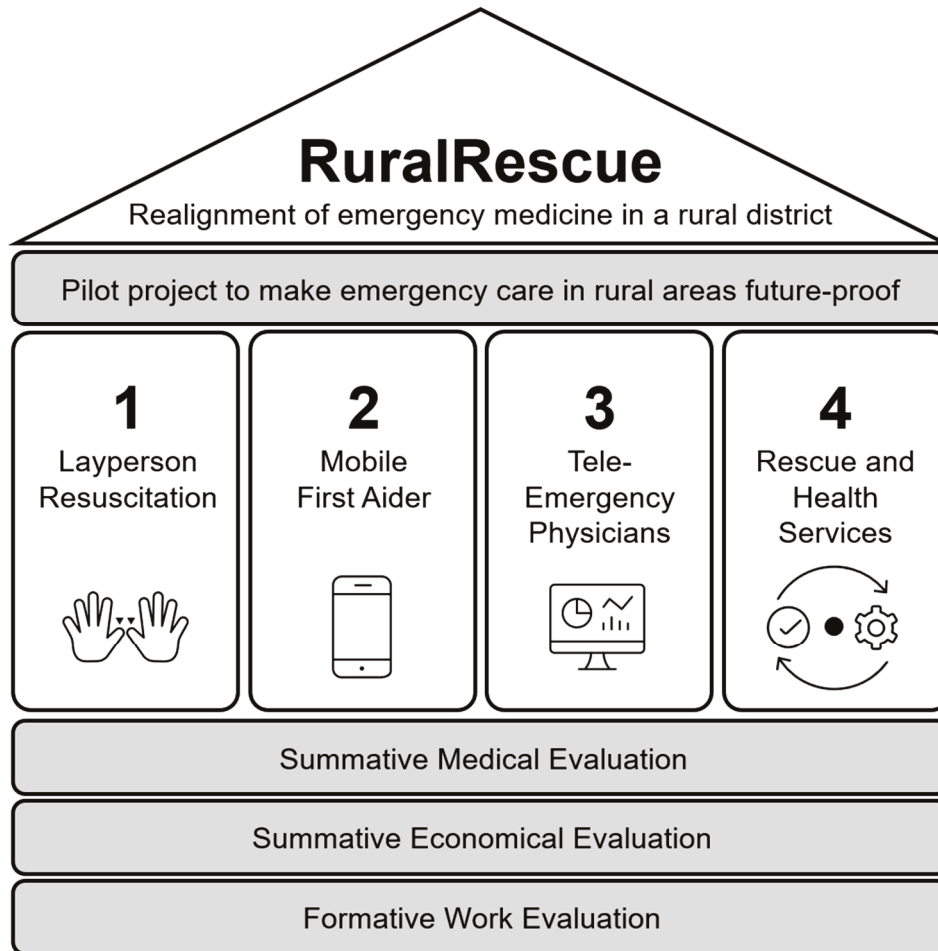 RuralRescue
Realignment of emergency medicine in a rural district
Pilot project to make emergency care in rural areas future-proof
1
Layperson
Resuscitation
2
Mobile
First Aider
3
Tele-
Emergency
Physicians
4
Rescue and
Health
Services
Summative Medical Evaluation
Summative Economical Evaluation
Formative Work Evaluation